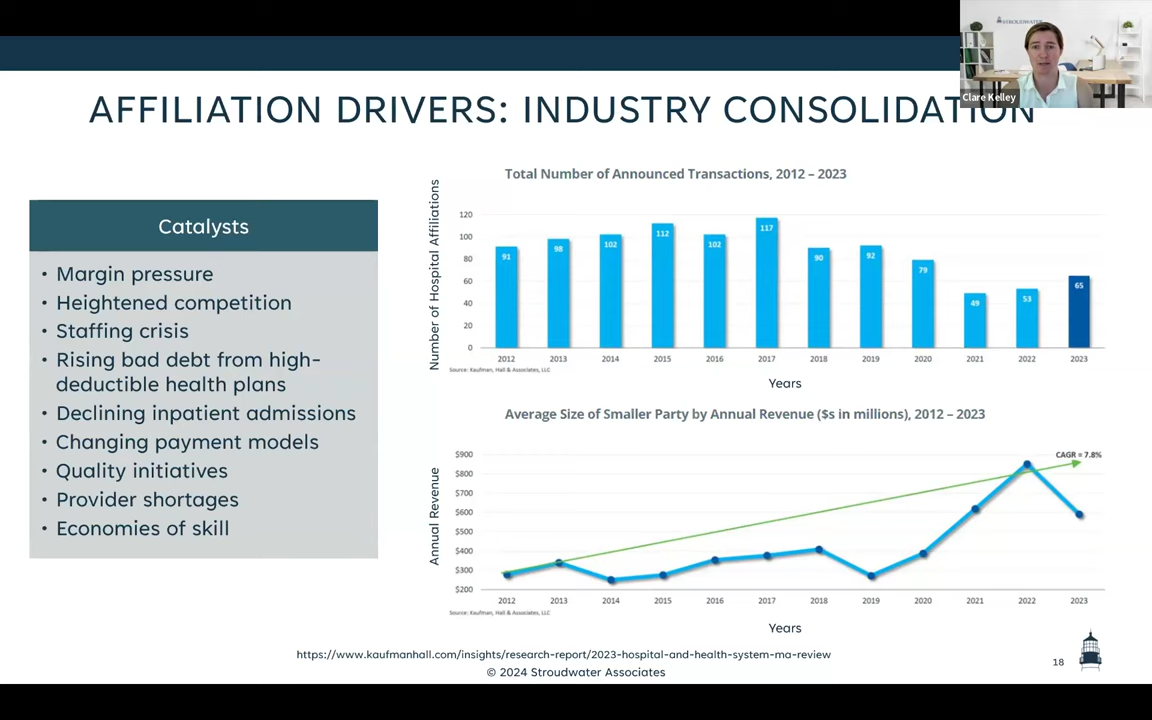 STROUDWATER
Clare Kelley
AFFILIATION DRIVERS: INDUSTRY CONSOLIDATION
Catalysts
• Margin pressure
• Heightened competition
• Staffing crisis
• Rising bad debt from high-
deductible health plans
• Declining inpatient admissions
• Changing payment models
• Quality initiatives
• Provider shortages
• Economies of skill
Total Number of Announced Transactions, 2012 – 2023
Number of Hospital Affiliations
120
100
80
60
40
20
0
91
98
102
112
102
117
90
92
79
49
53
65
2012 2013 2014 2015 2016 2017 2018 2019 2020 2021 2022 2023
Source: Kaufman, Hall & Associates, LLC
Years
Average Size of Smaller Party by Annual Revenue ($s in millions), 2012 – 2023
Annual Revenue
$900
$800
$700
$600
$500
$400
$300
$200
CAGR = 7.8%
2012 2013 2014 2015 2016 2017 2018 2019 2020 2021 2022 2023
Source: Kaufman, Hall & Associates, LLC
Years
https://www.kaufmanhall.com/insights/research-report/2023-hospital-and-health-system-ma-review
© 2024 Stroudwater Associates
18